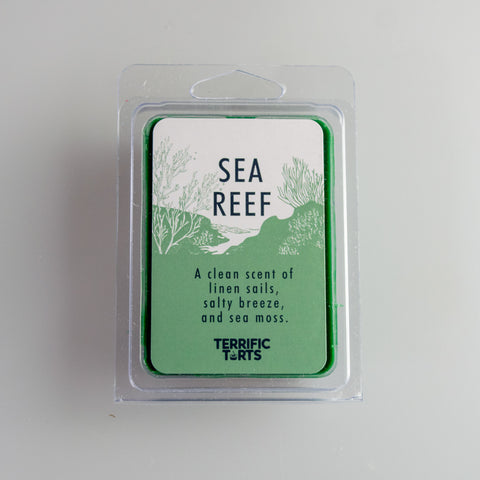 SEA
REEF
A clean scent of
linen sails,
salty breeze,
and sea moss.
TERRIFIC
TARTS